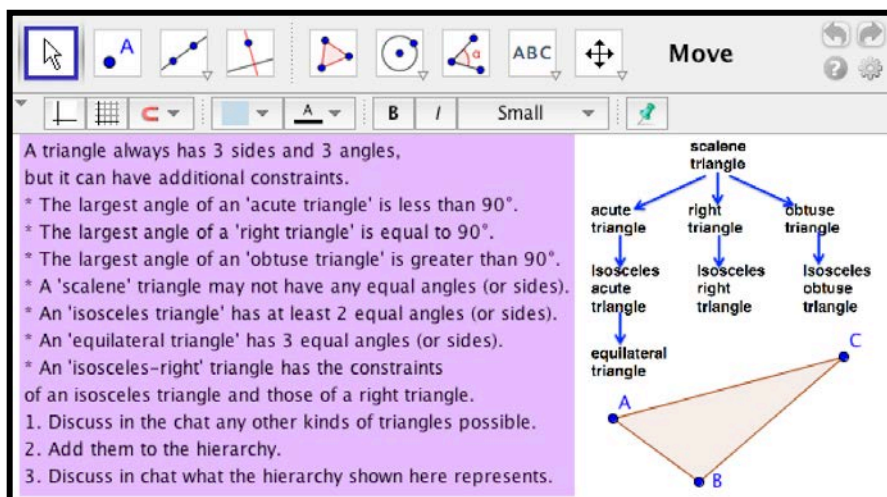 A
α
ABC
Move
A
B
I
Small
A triangle always has 3 sides and 3 angles,
but it can have additional constraints.
* The largest angle of an 'acute triangle' is less than 90°.
* The largest angle of a 'right triangle' is equal to 90°.
* The largest angle of an 'obtuse triangle' is greater than 90°.
* A 'scalene' triangle may not have any equal angles (or sides).
* An 'isosceles triangle' has at least 2 equal angles (or sides).
* An 'equilateral triangle' has 3 equal angles (or sides).
* An 'isosceles-right' triangle has the constraints
of an isosceles triangle and those of a right triangle.
1. Discuss in the chat any other kinds of triangles possible.
2. Add them to the hierarchy.
3. Discuss in chat what the hierarchy shown here represents.
scalene
triangle
acute
triangle
right
triangle
obtuse
triangle
Isosceles
acute
triangle
Isosceles
right
triangle
Isosceles
obtuse
triangle
equilateral
triangle
C
A
B